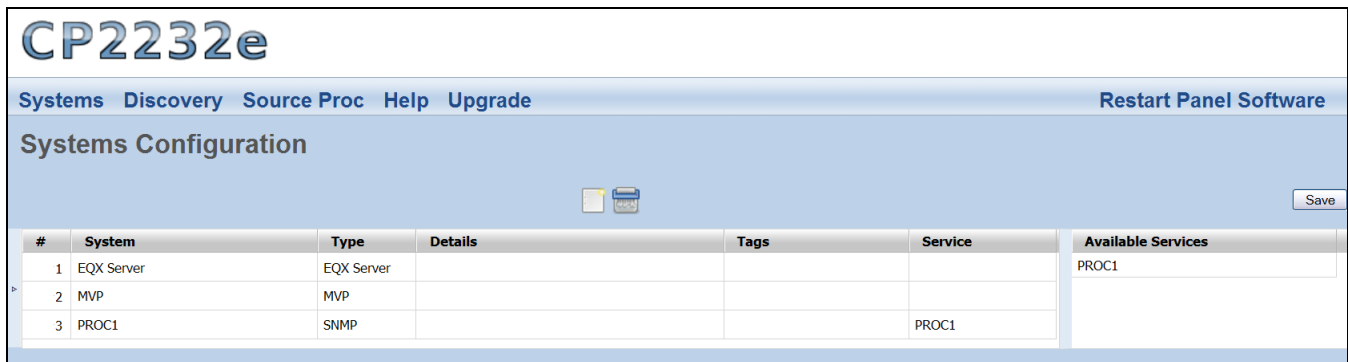 CP2232e
Systems Discovery Source Proc Help Upgrade Restart Panel Software
Systems Configuration
Save
# System Type Details Tags Service Available Services
1 EQX Server EQX Server PROC1
2 MVP MVP
3 PROC1 SNMP PROC1